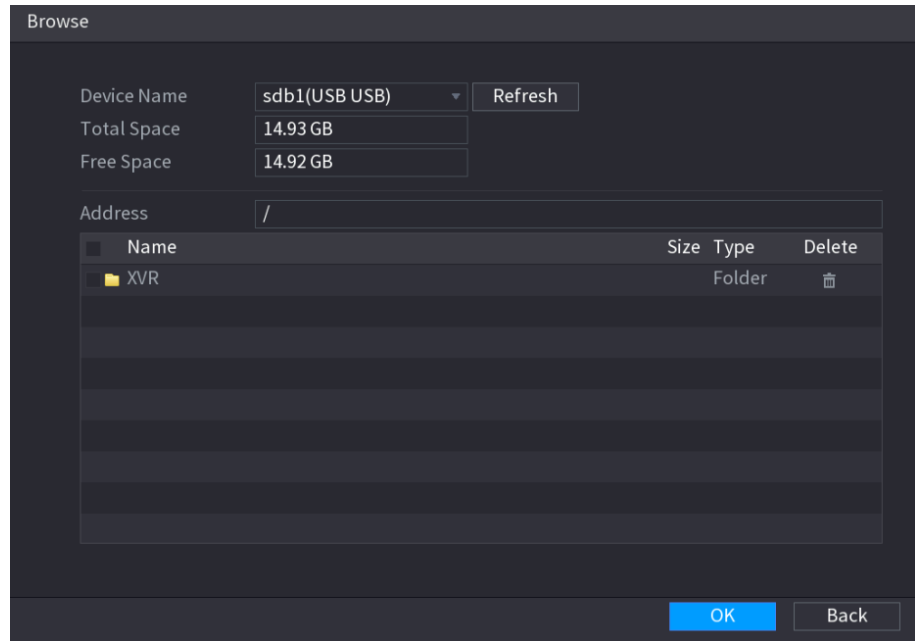 Browse
Device Name sdb1(USB USB) Refresh
Total Space 14.93 GB
Free Space 14.92 GB
Address /
Name Size Type Delete
XVR Folder
OK Back